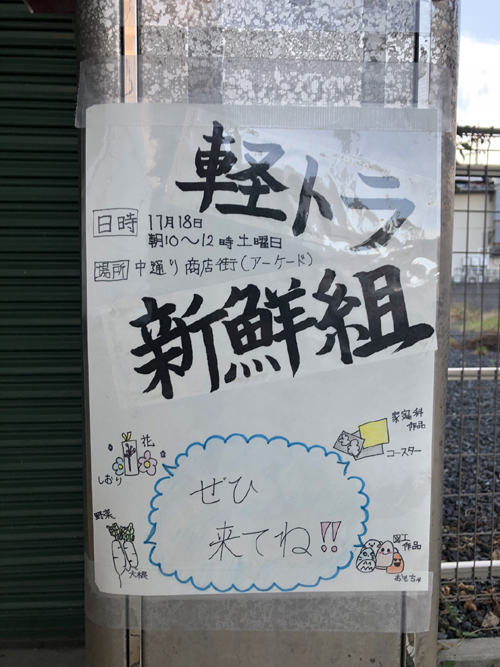 軽トラ
日時 11月18日
朝10〜12時 土曜日
場所 中通り商店街(アーケード)
新鮮組
花
しおり
家庭科
作品
コースター
野菜
大根
ぜひ
来てね!!
図工
作品
おもちゃ